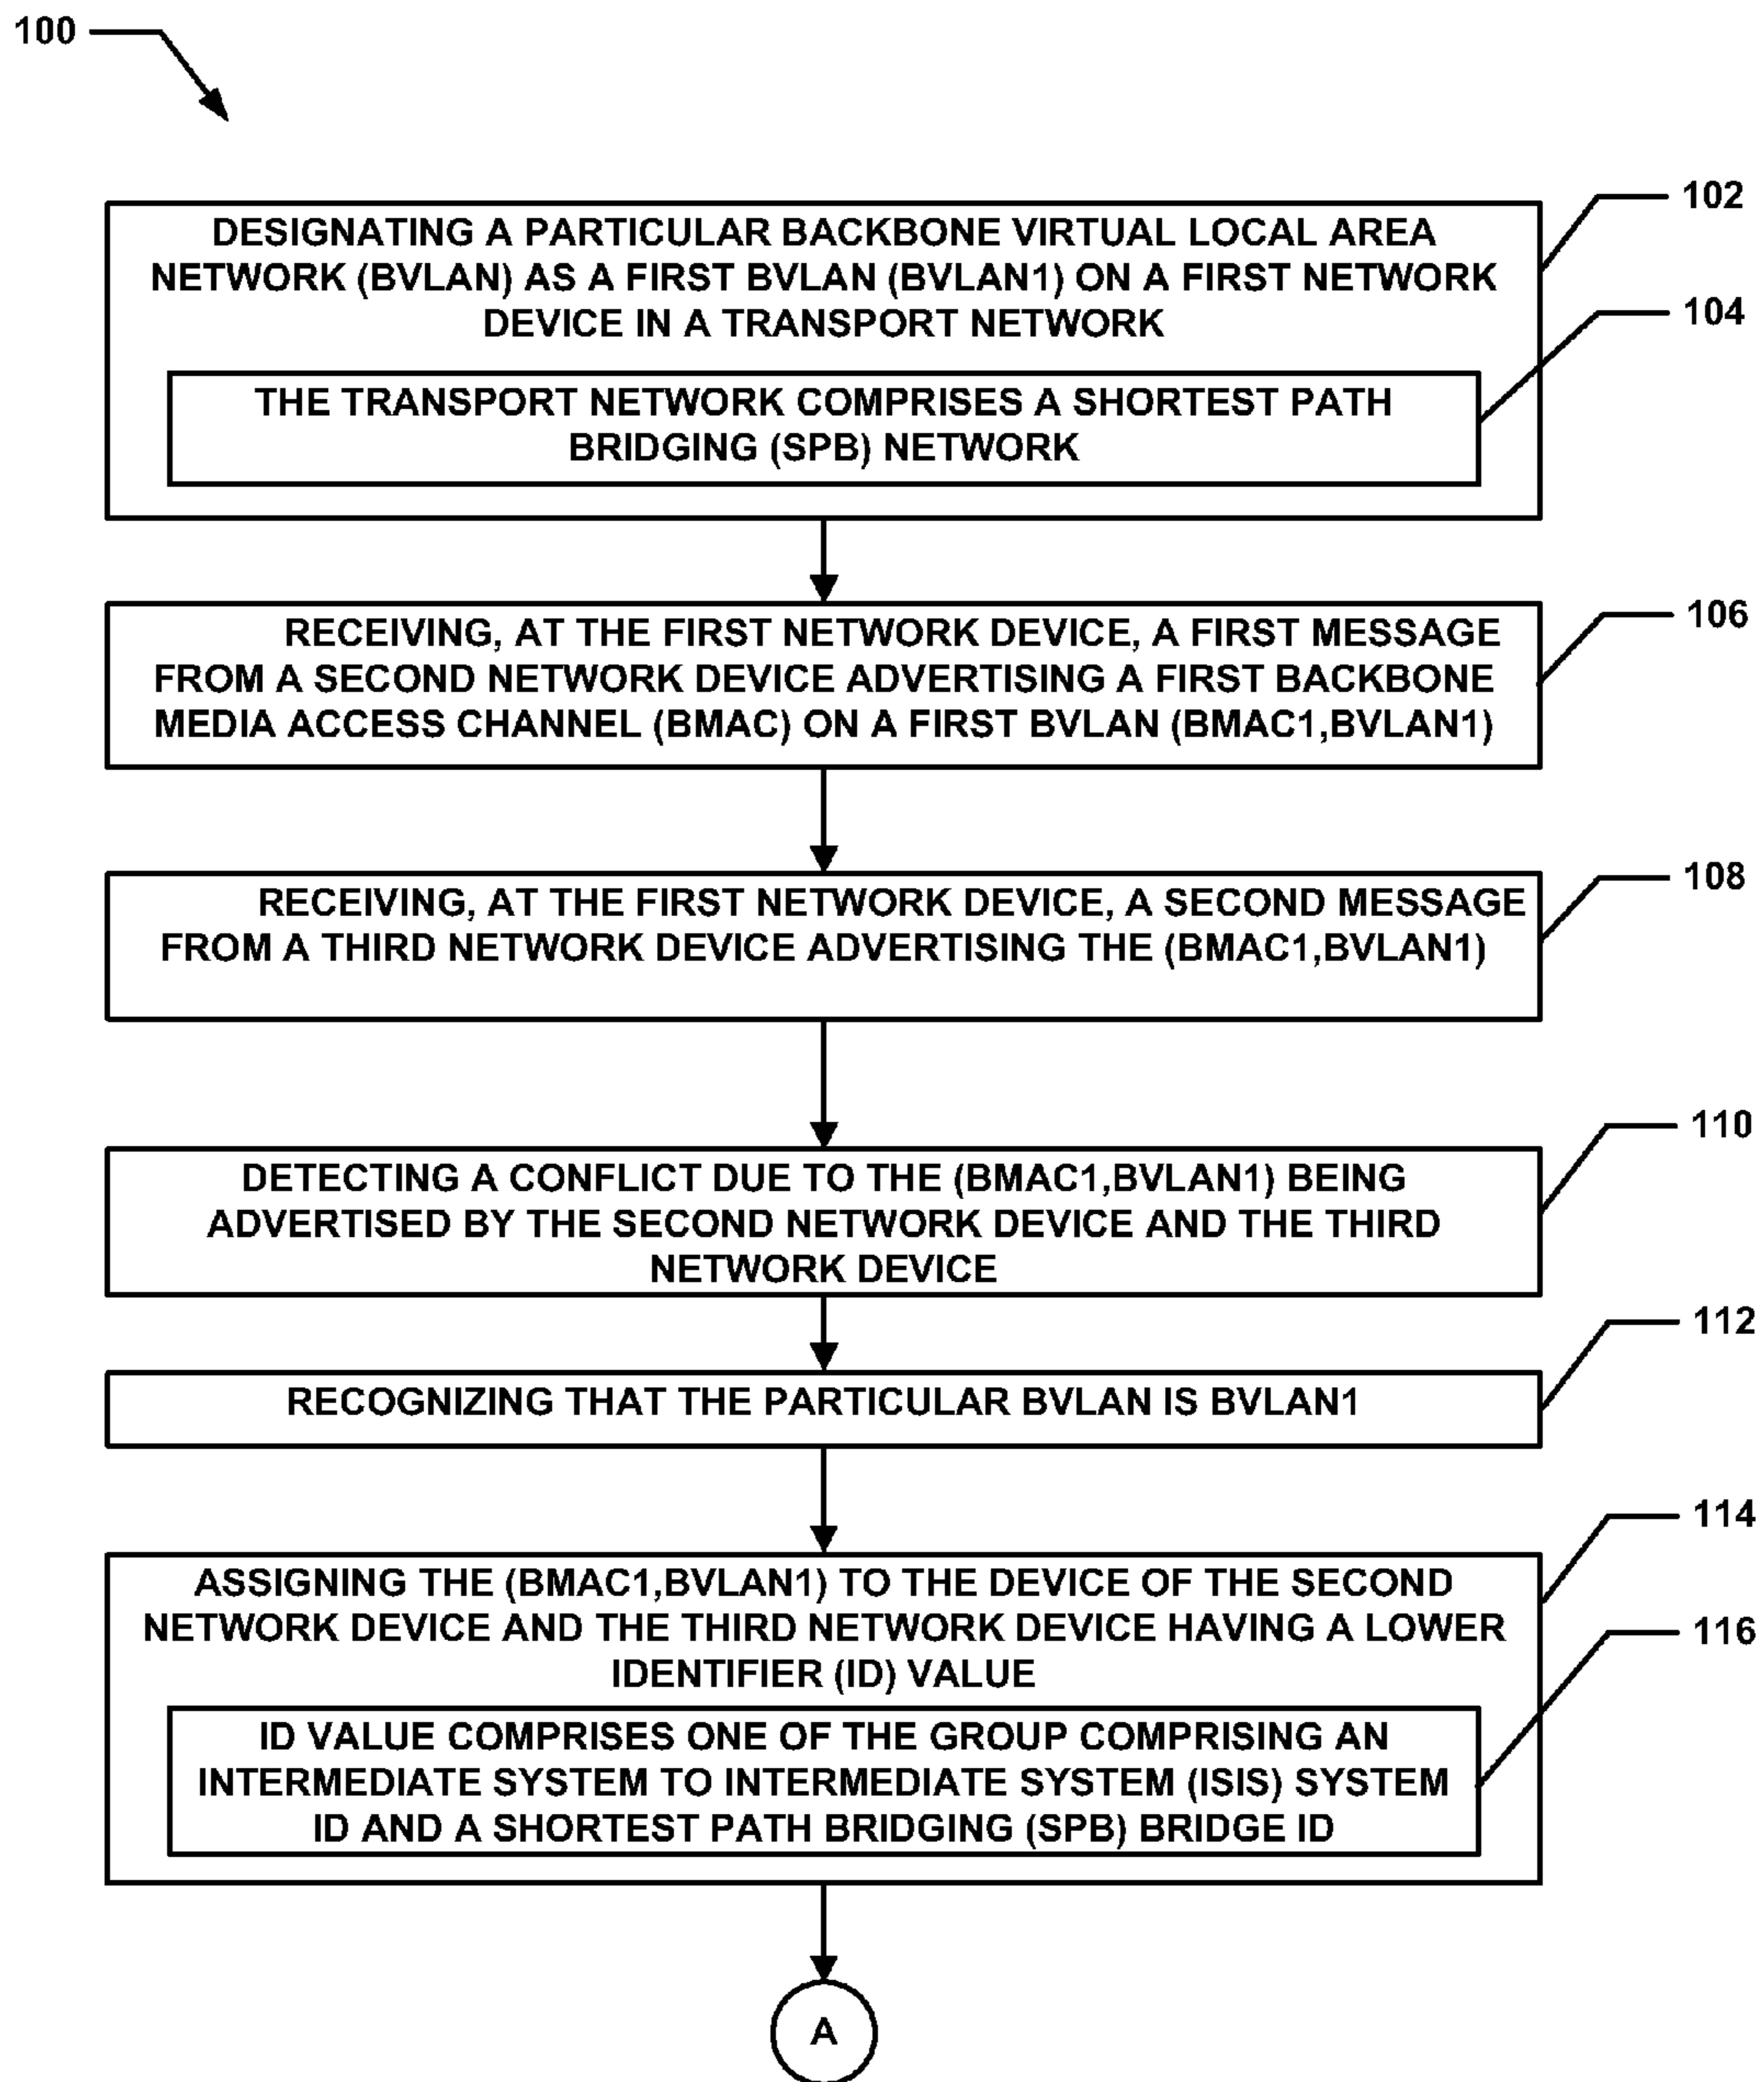 100
102
DESIGNATING A PARTICULAR BACKBONE VIRTUAL LOCAL AREA
NETWORK (BVLAN) AS A FIRST BVLAN (BVLAN1) ON A FIRST NETWORK
DEVICE IN A TRANSPORT NETWORK
104
THE TRANSPORT NETWORK COMPRISES A SHORTEST PATH
BRIDGING (SPB) NETWORK
106
RECEIVING, AT THE FIRST NETWORK DEVICE, A FIRST MESSAGE
FROM A SECOND NETWORK DEVICE ADVERTISING A FIRST BACKBONE
MEDIA ACCESS CHANNEL (BMAC) ON A FIRST BVLAN (BMAC1,BVLAN1)
108
RECEIVING, AT THE FIRST NETWORK DEVICE, A SECOND MESSAGE
FROM A THIRD NETWORK DEVICE ADVERTISING THE (BMAC1,BVLAN1)
110
DETECTING A CONFLICT DUE TO THE (BMAC1,BVLAN1) BEING
ADVERTISED BY THE SECOND NETWORK DEVICE AND THE THIRD
NETWORK DEVICE
112
RECOGNIZING THAT THE PARTICULAR BVLAN IS BVLAN1
114
ASSIGNING THE (BMAC1,BVLAN1) TO THE DEVICE OF THE SECOND
NETWORK DEVICE AND THE THIRD NETWORK DEVICE HAVING A LOWER
IDENTIFIER (ID) VALUE
116
ID VALUE COMPRISES ONE OF THE GROUP COMPRISING AN
INTERMEDIATE SYSTEM TO INTERMEDIATE SYSTEM (ISIS) SYSTEM
ID AND A SHORTEST PATH BRIDGING (SPB) BRIDGE ID
A